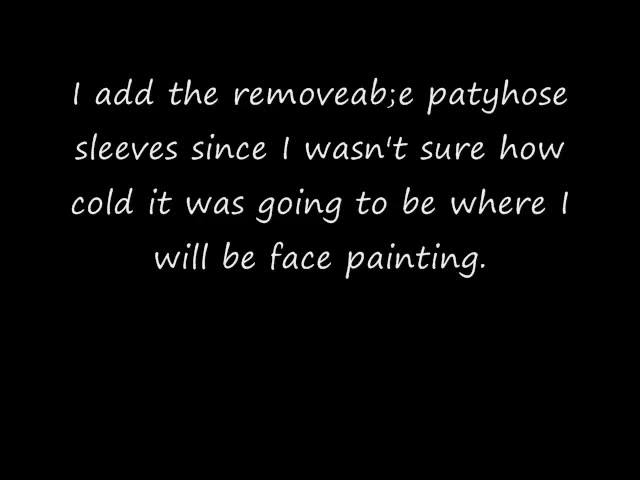 I add the removeab;e patyhose
sleeves since I wasn't sure how
cold it was going to be where I
will be face painting.